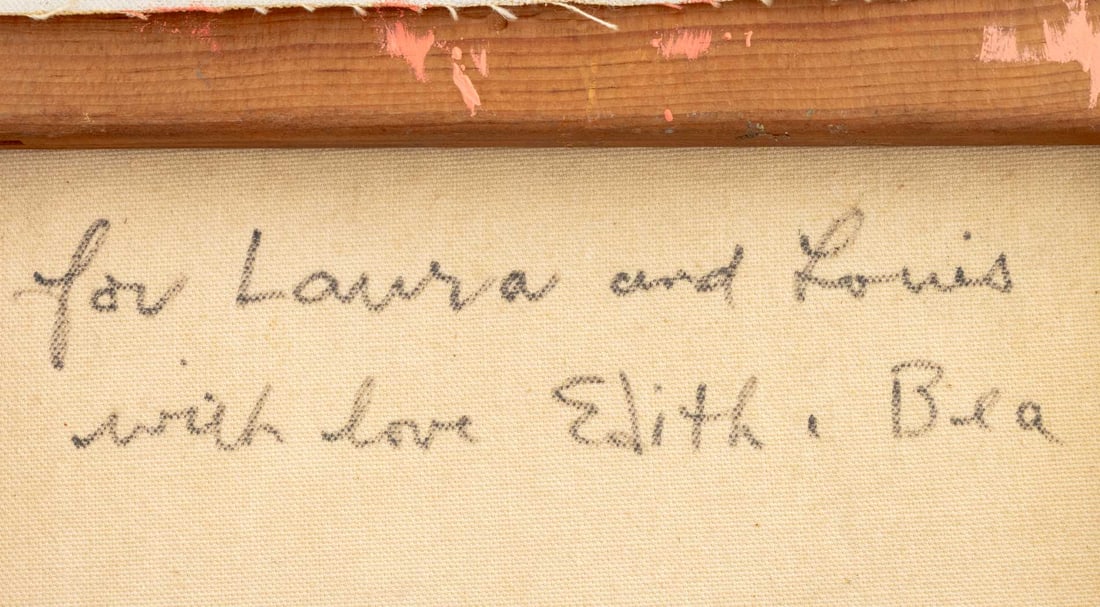 for Laura and Louis
with love Edith. Bea